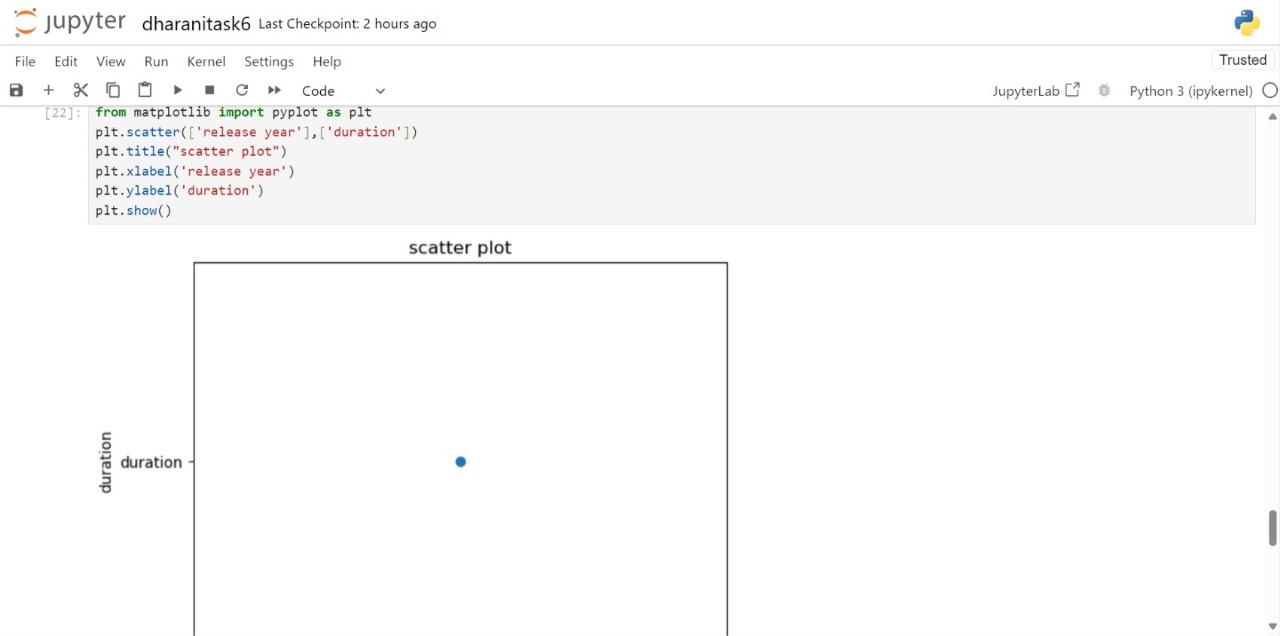 jupyter dharanitask6 Last Checkpoint: 2 hours ago
File Edit View Run Kernel Settings Help Trusted
Code JupyterLab Python 3 (ipykernel)
[22]: from matplotlib import pyplot as plt
plt.scatter(['release year'],['duration'])
plt.title("scatter plot")
plt.xlabel('release year')
plt.ylabel('duration')
plt.show()
scatter plot
duration
duration